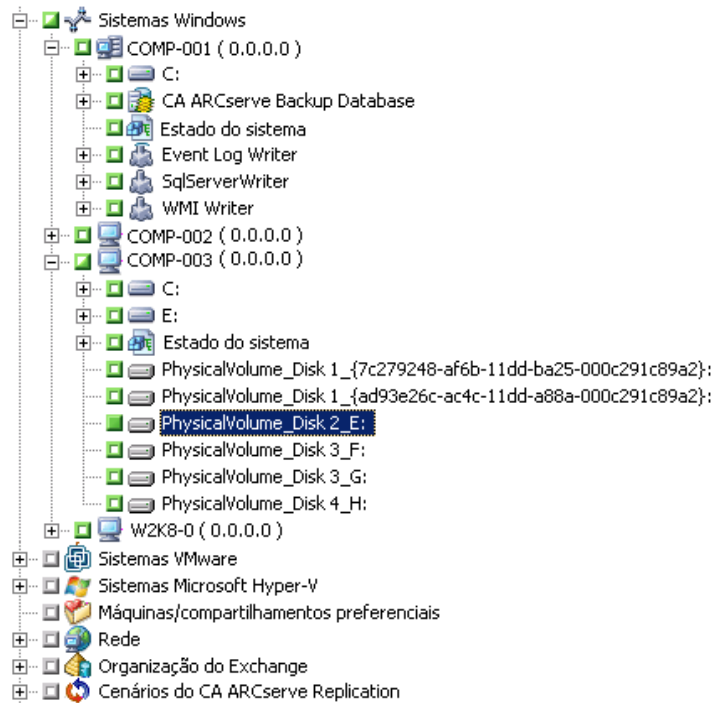 Sistemas Windows
COMP-001 ( 0.0.0.0 )
C:
CA ARCserve Backup Database
Estado do sistema
Event Log Writer
SqlServerWriter
WMI Writer
COMP-002 ( 0.0.0.0 )
COMP-003 ( 0.0.0.0 )
C:
E:
Estado do sistema
PhysicalVolume_Disk 1_{7c279248-af6b-11dd-ba25-000c291c89a2}:
PhysicalVolume_Disk 1_{ad93e26c-ac4c-11dd-a88a-000c291c89a2}:
PhysicalVolume_Disk 2_E:
PhysicalVolume_Disk 3_F:
PhysicalVolume_Disk 3_G:
PhysicalVolume_Disk 4_H:
W2K8-0 ( 0.0.0.0 )
Sistemas VMware
Sistemas Microsoft Hyper-V
Máquinas/compartilhamentos preferenciais
Rede
Organização do Exchange
Cenários do CA ARCserve Replication